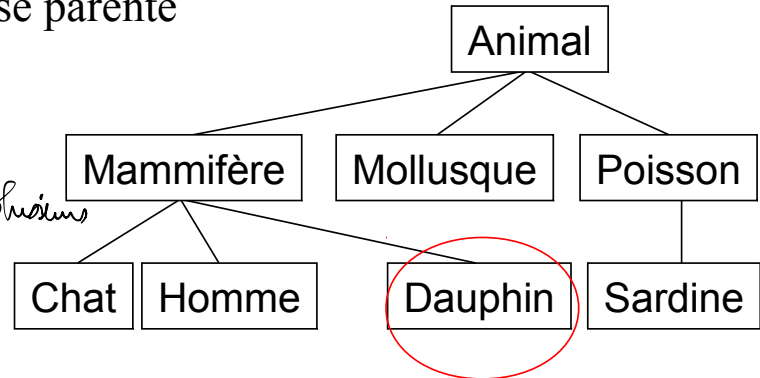 se parente
Animal
Mammifère Mollusque Poisson
Chat Homme Dauphin Sardine